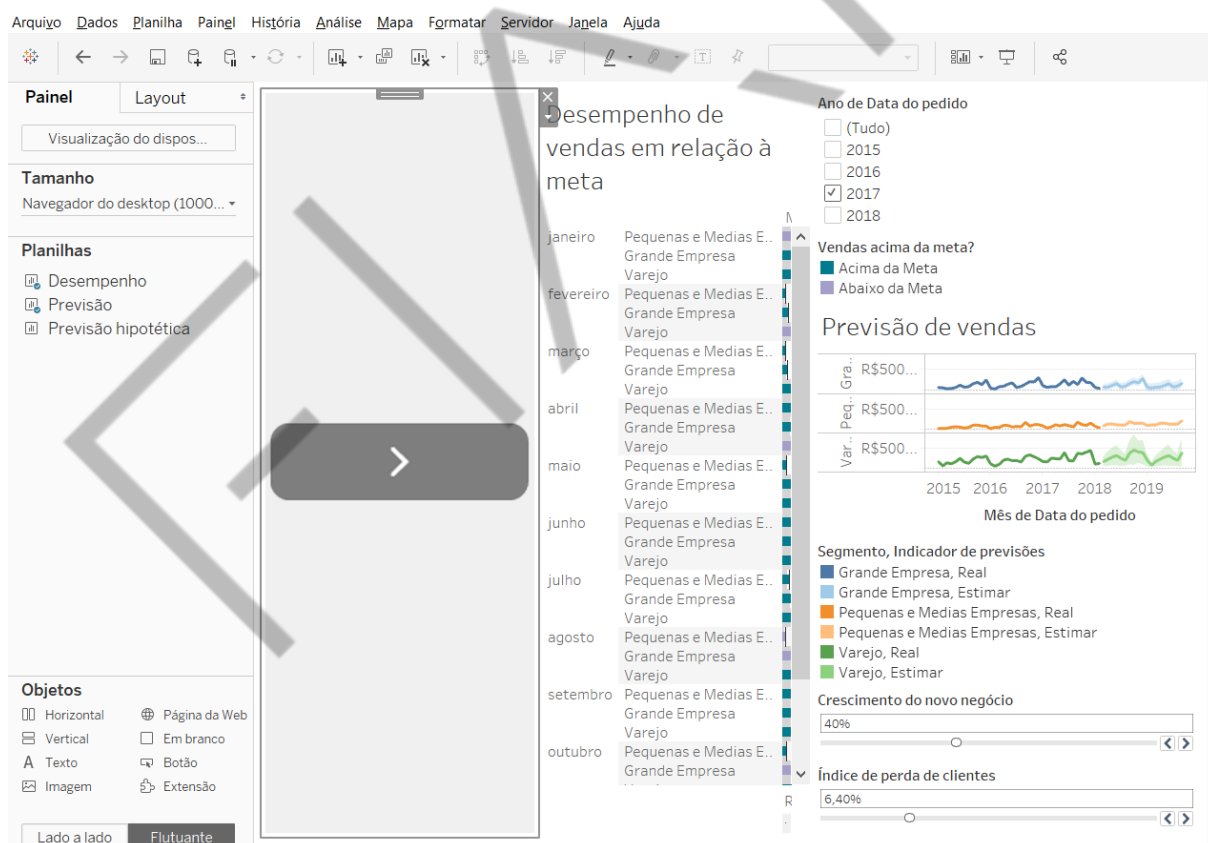 Arquivo Dados Planilha Painel História Análise Mapa Formatar Servidor Janela Ajuda
Painel Layout
Visualização do dispos...
Tamanho
Navegador do desktop (1000...
Planilhas
Desempenho
Previsão
Previsão hipotética
Objetos
Horizontal Página da Web
Vertical Em branco
A Texto Botão
Imagem Extensão
Lado a lado Flutuante
Desempenho de
vendas em relação à
meta
janeiro Pequenas e Medias E..
Grande Empresa
Varejo
fevereiro Pequenas e Medias E..
Grande Empresa
Varejo
março Pequenas e Medias E..
Grande Empresa
Varejo
abril Pequenas e Medias E..
Grande Empresa
Varejo
maio Pequenas e Medias E..
Grande Empresa
Varejo
junho Pequenas e Medias E..
Grande Empresa
Varejo
julho Pequenas e Medias E..
Grande Empresa
Varejo
agosto Pequenas e Medias E..
Grande Empresa
Varejo
setembro Pequenas e Medias E..
Grande Empresa
Varejo
outubro Pequenas e Medias E..
Grande Empresa
R
Ano de Data do pedido
(Tudo)
2015
2016
2017
2018
Vendas acima da meta?
Acima da Meta
Abaixo da Meta
Previsão de vendas
Gra.. R$500...
Peq.. R$500...
Var.. R$500...
2015 2016 2017 2018 2019
Mês de Data do pedido
Segmento, Indicador de previsões
Grande Empresa, Real
Grande Empresa, Estimar
Pequenas e Medias Empresas, Real
Pequenas e Medias Empresas, Estimar
Varejo, Real
Varejo, Estimar
Crescimento do novo negócio
40%
Índice de perda de clientes
6,40%